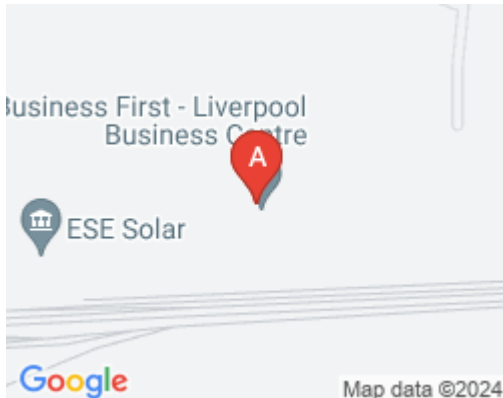 Business First - Liverpool
Business Centre
A
ESE Solar
Google
Map data ©2024